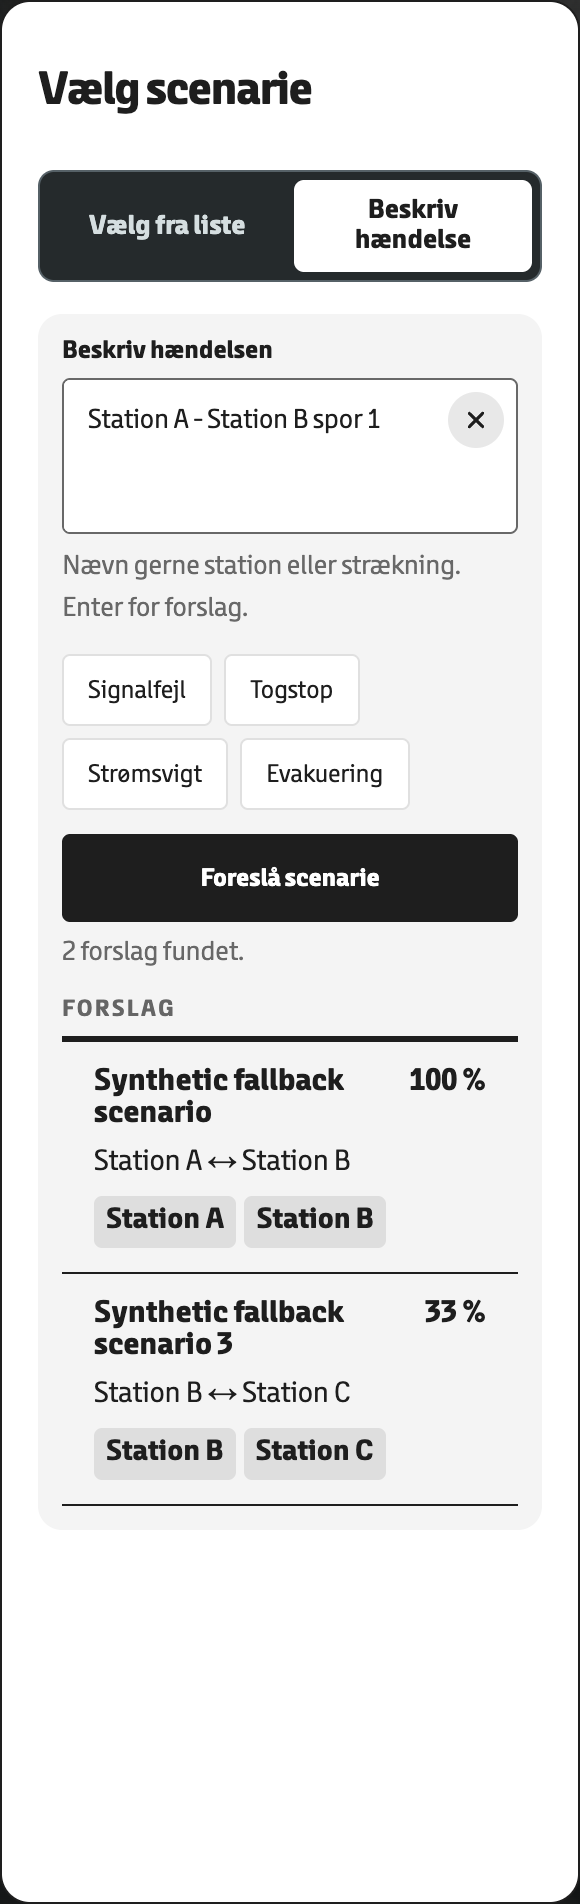 Vælg scenarie
Vælg fra liste
Beskriv
hændelse
Beskriv hændelsen
Station A - Station B spor 1
Nævn gerne station eller strækning.
Enter for forslag.
Signalfejl
Togstop
Strømsvigt
Evakuering
Foreslå scenarie
2 forslag fundet.
FORSLAG
Synthetic fallback
scenario
100 %
Station A ↔ Station B
Station A
Station B
Synthetic fallback
scenario 3
33 %
Station B ↔ Station C
Station B
Station C